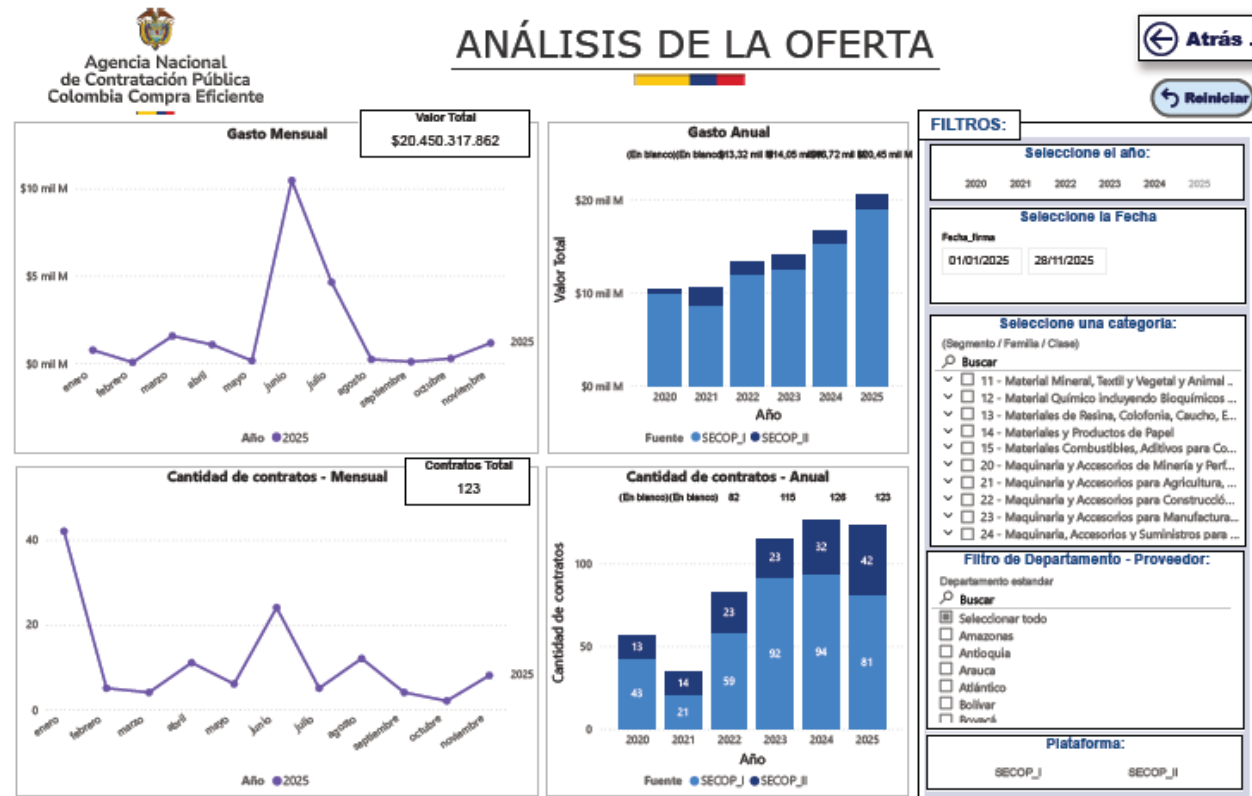 Agencia Nacional
de Contratación Pública
Colombia Compra Eficiente
ANÁLISIS DE LA OFERTA
Atrás .
Reiniciar
Gasto Mensual
Valor Total
$20.450.317.862
$10 mil M
$5 mil M
$0 mil M
enero
febrero
marzo
abril
mayo
junio
julio
agosto
septiembre
octubre
noviembre
2025
Año 2025
Gasto Anual
(En blanco)(En blanco)
Valor Total
$20 mil M
$10 mil M
$0 mil M
2020 2021 2022 2023 2024 2025
Año
Fuente SECOP_I SECOP_II
Cantidad de contratos - Mensual
Contratos Total
123
40
20
0
enero
febrero
marzo
abril
mayo
junio
julio
agosto
septiembre
octubre
noviembre
2025
Año 2025
Cantidad de contratos - Anual
(En blanco)(En blanco) 82 115 126 123
Cantidad de contratos
100
50
0
13
43
14
21
23
59
23
92
32
94
42
81
2020 2021 2022 2023 2024 2025
Año
Fuente SECOP_I SECOP_II
FILTROS:
Seleccione el año:
2020 2021 2022 2023 2024 2025
Seleccione la Fecha
Fecha_firma
01/01/2025 28/11/2025
Seleccione una categoria:
(Segmento / Familia / Clase)
Buscar
11 - Material Mineral, Textil y Vegetal y Animal ..
12 - Material Químico incluyendo Bioquímicos ...
13 - Materiales de Resina, Colofonia, Caucho, E...
14 - Materiales y Productos de Papel
15 - Materiales Combustibles, Aditivos para Co...
20 - Maquinaria y Accesorios de Minería y Perf...
21 - Maquinaria y Accesorios para Agricultura, ...
22 - Maquinaria y Accesorios para Construcció...
23 - Maquinaria y Accesorios para Manufactura...
24 - Maquinaria, Accesorios y Suministros para ...
Filtro de Departamento - Proveedor:
Departamento estandar
Buscar
Seleccionar todo
Amazonas
Antioquia
Arauca
Atlántico
Bolívar
Boyacá
Plataforma:
SECOP_I SECOP_II